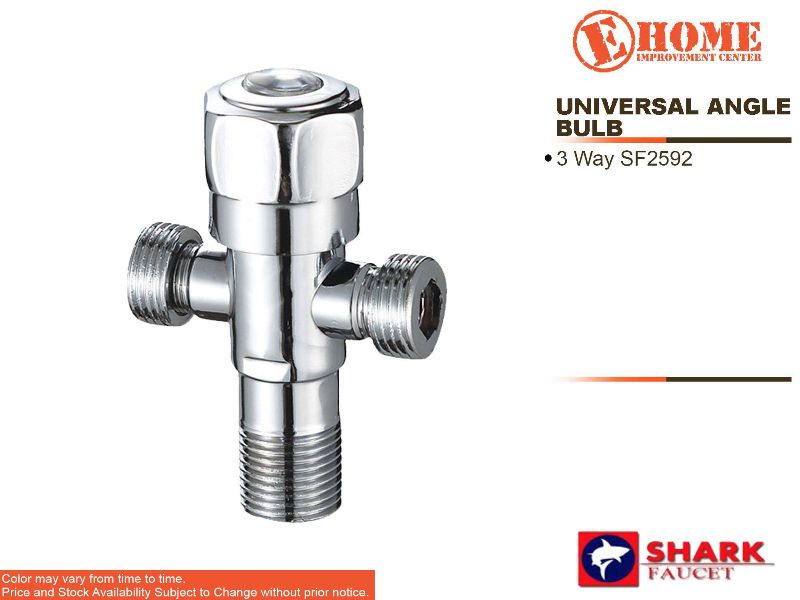 E HOME
IMPROVEMENT CENTER
UNIVERSAL ANGLE
BULB
• 3 Way SF2592
SHARK
FAUCET
Color may vary from time to time.
Price and Stock Availability Subject to Change without prior notice.